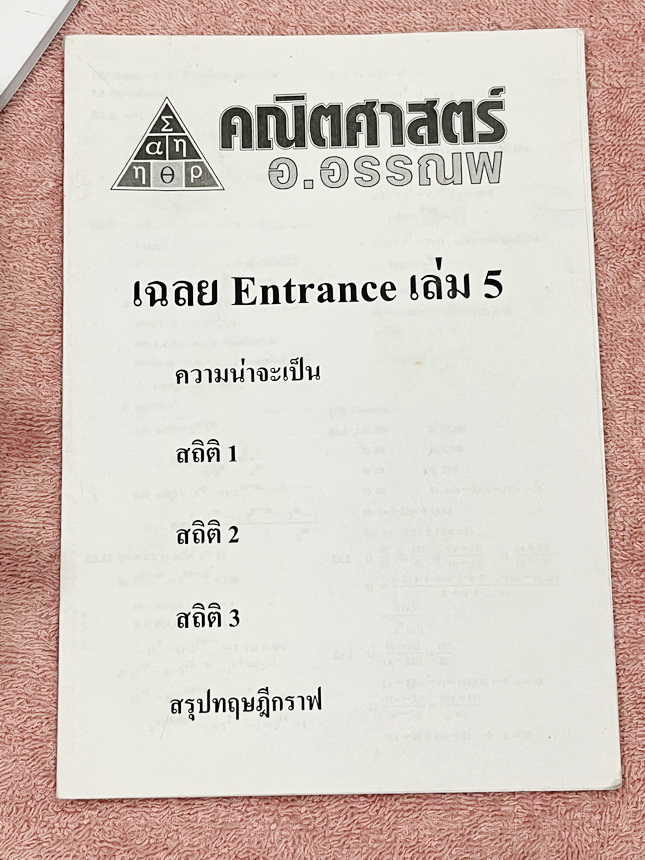 Σ
α η
η θ ρ
คณิตศาสตร์
อ.อรรณพ
เฉลย Entrance เล่ม 5
ความน่าจะเป็น
สถิติ 1
สถิติ 2
สถิติ 3
สรุปทฤษฎีกราฟ